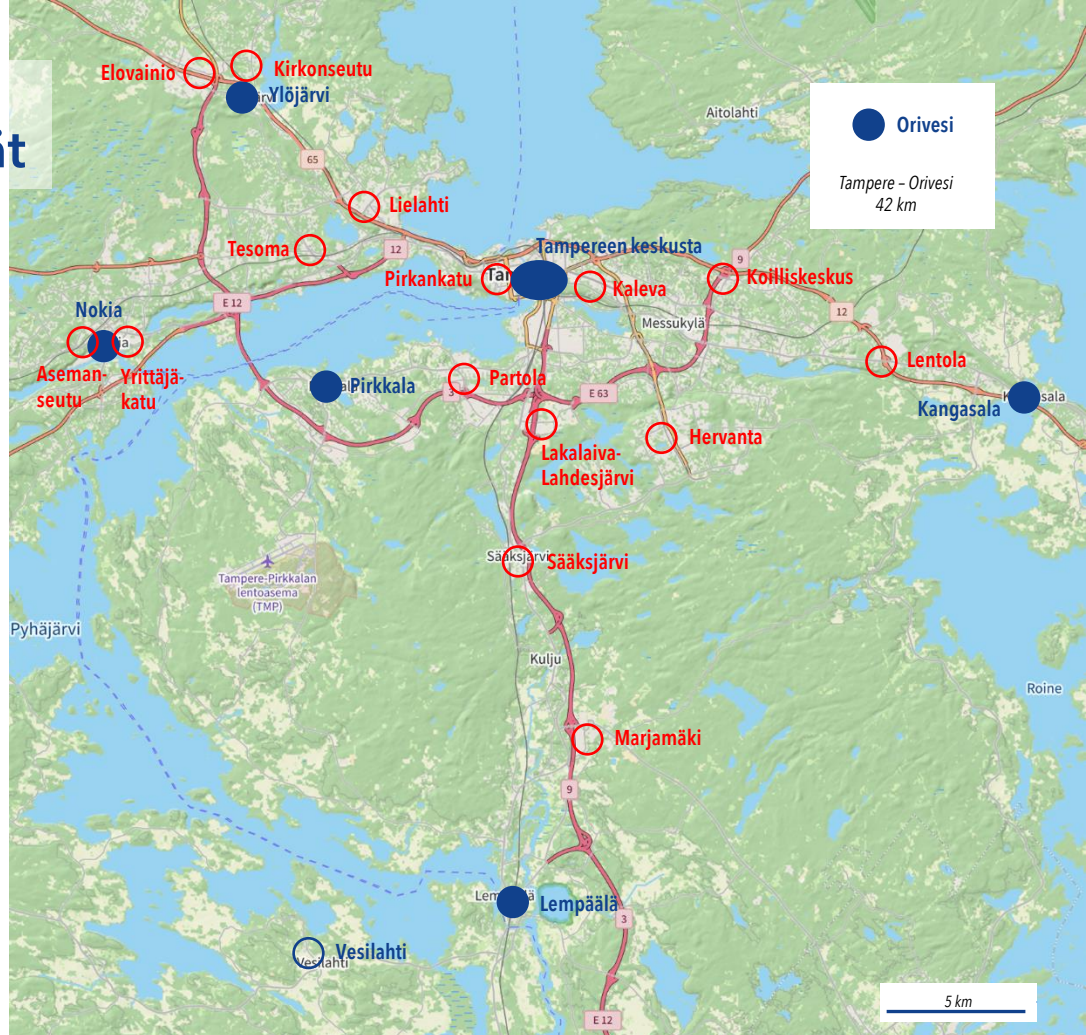 Elovainio
Kirkonseutu
Ylöjärvi
ät
Aitolahti
Orivesi
Tampere – Orivesi
42 km
65
Lielahti
Tesoma
12
Tampereen keskusta
9
Pirkankatu
Kaleva
Koilliskeskus
E 12
Nokia
Messukylä
12
Aseman-
seutu
Yrittäjä-
katu
Pirkkala
3
Partola
E 63
Lentola
Kangasala
Hervanta
Lakalaiva-
Lahdesjärvi
Sääksjärvi
Sääksjärvi
Tampere-Pirkkalan
lentoasema
(TMP)
Pyhäjärvi
Kulju
Roine
Marjamäki
9
Lempäälä
3
Vesilahti
Vesilahti
5 km
E 12